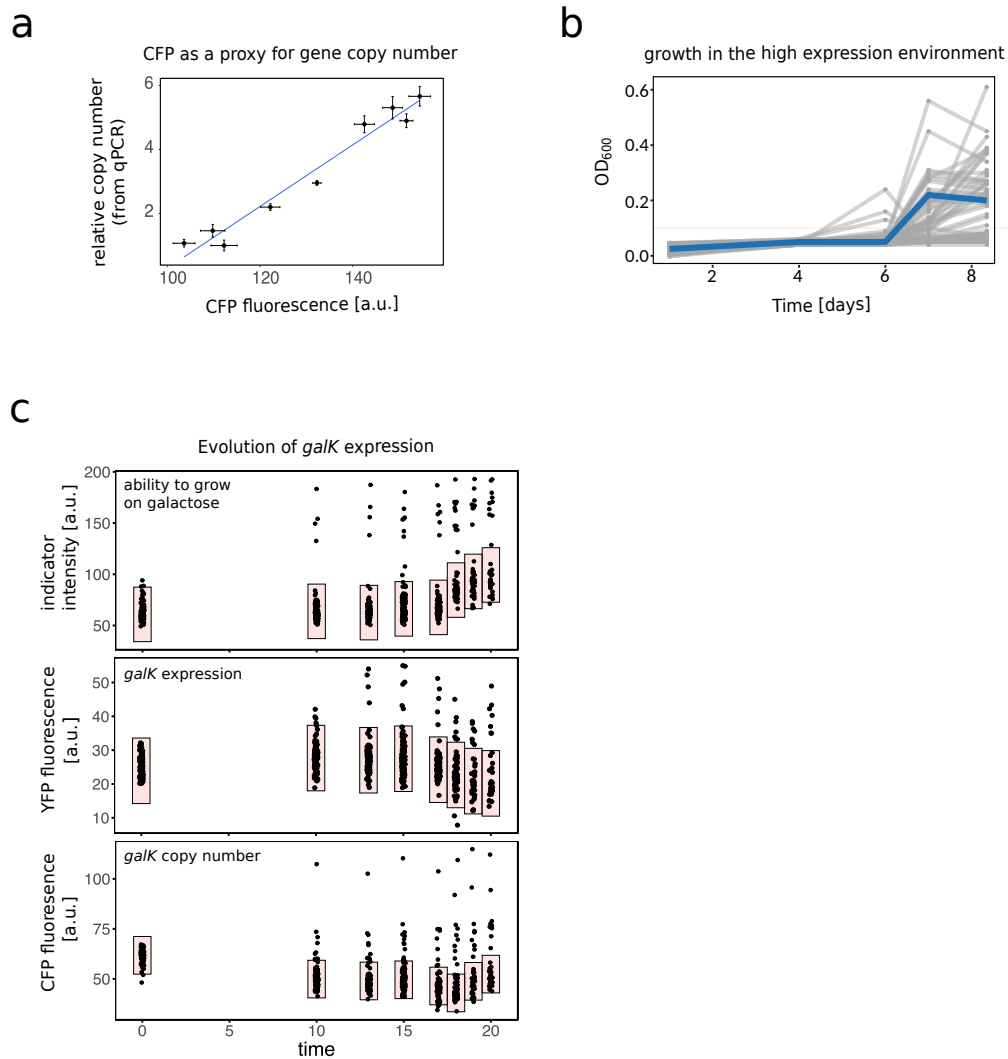 a
CFP as a proxy for gene copy number
relative copy number
(from qPCR)
6
4
2
100
120
140
CFP fluorescence [a.u.]
b
growth in the high expression environment
OD600
0.6
0.4
0.2
0.0
2
4
6
8
Time [days]
c
Evolution of galK expression
indicator
intensity [a.u.]
200
150
100
50
ability to grow
on galactose
YFP fluorescence
[a.u.]
50
40
30
20
10
galK expression
CFP fluoresence
[a.u.]
100
75
50
galK copy number
0
5
10
15
20
time